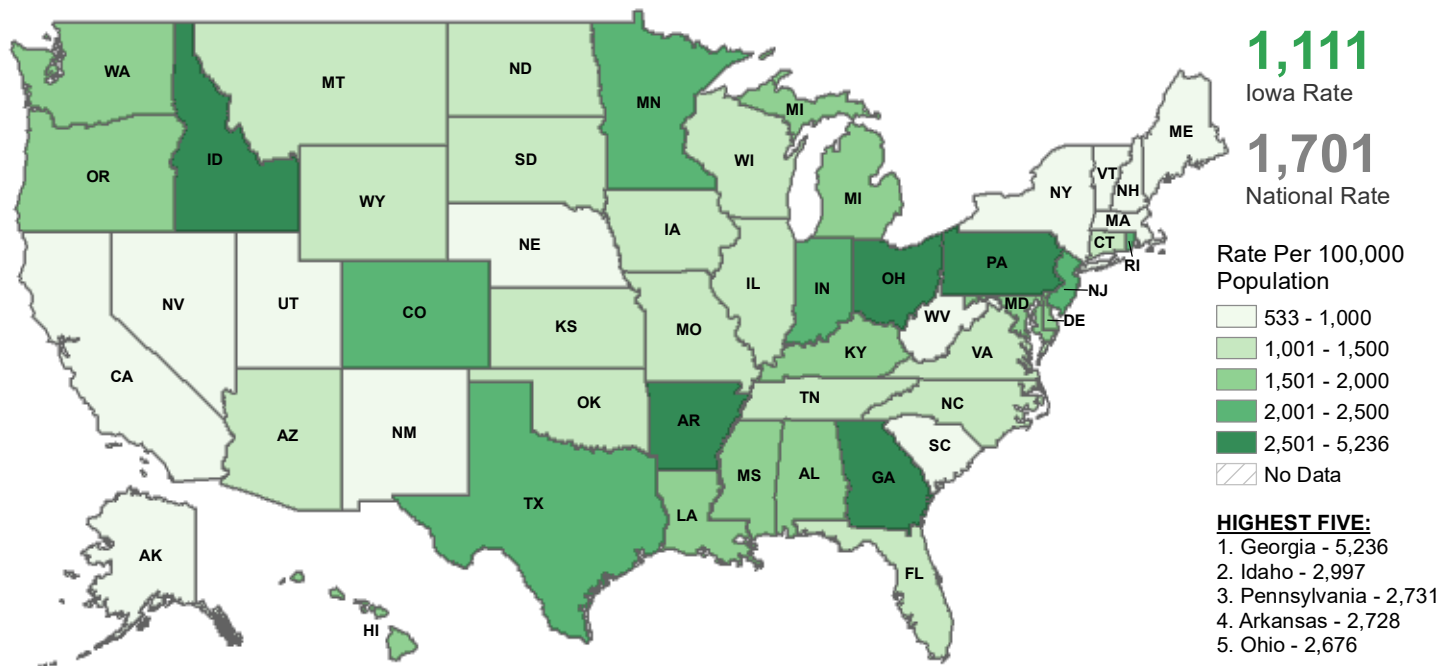 WA
MT
ND
MN
MI
ME
OR
ID
SD
WI
VT
NH
NY
WY
MI
MA
IA
CT
RI
NE
PA
OH
NJ
NV
UT
IL
IN
MD
DE
CO
WV
KS
MO
KY
VA
CA
TN
NC
OK
AZ
NM
AR
SC
MS
AL
GA
TX
LA
AK
FL
HI
1,111
Iowa Rate
1,701
National Rate
Rate Per 100,000
Population
533 - 1,000
1,001 - 1,500
1,501 - 2,000
2,001 - 2,500
2,501 - 5,236
No Data
HIGHEST FIVE:
1. Georgia - 5,236
2. Idaho - 2,997
3. Pennsylvania - 2,731
4. Arkansas - 2,728
5. Ohio - 2,676